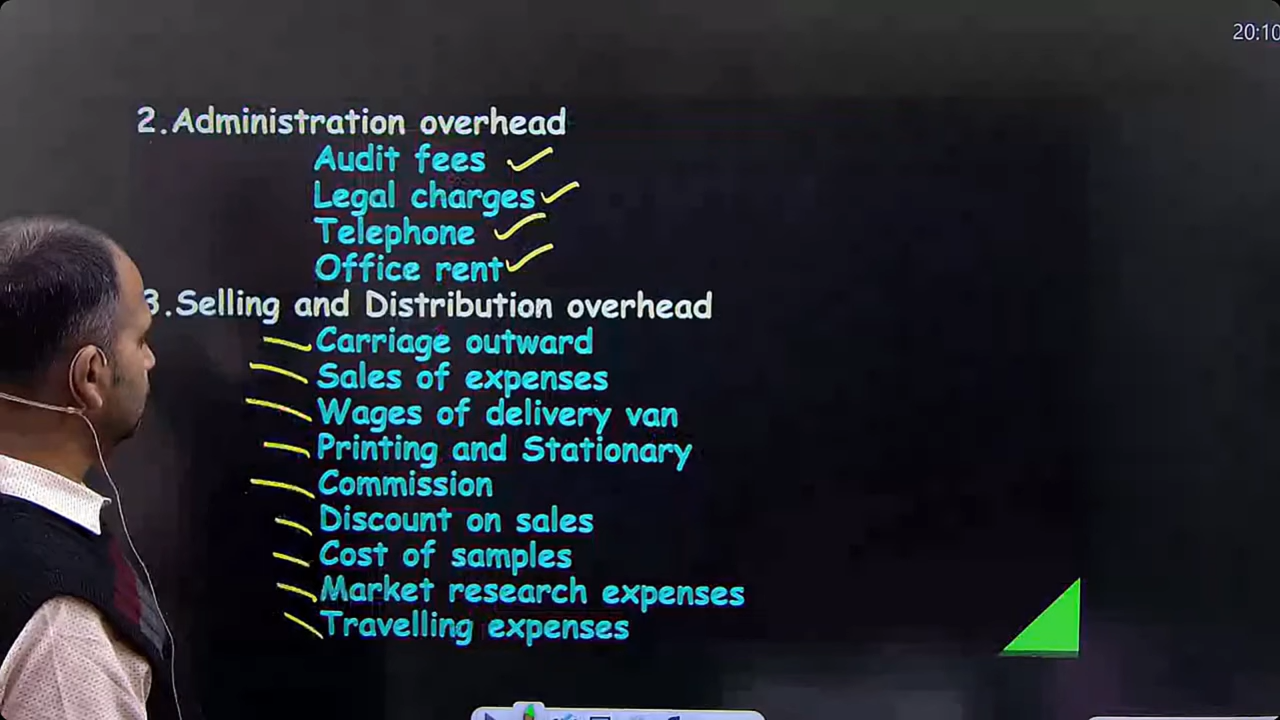 20:10
2.Administration overhead
Audit fees
Legal charges
Telephone
Office rent
3.Selling and Distribution overhead
Carriage outward
Sales of expenses
Wages of delivery van
Printing and Stationary
Commission
Discount on sales
Cost of samples
Market research expenses
Travelling expenses